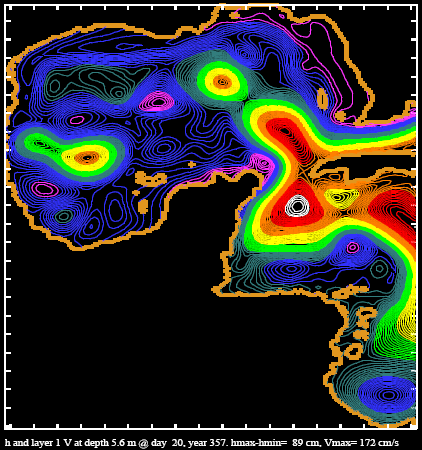 h and layer 1 V at depth 5.6 m @ day  20, year 357. hmax-hmin=  89 cm, Vmax= 172 cm/s